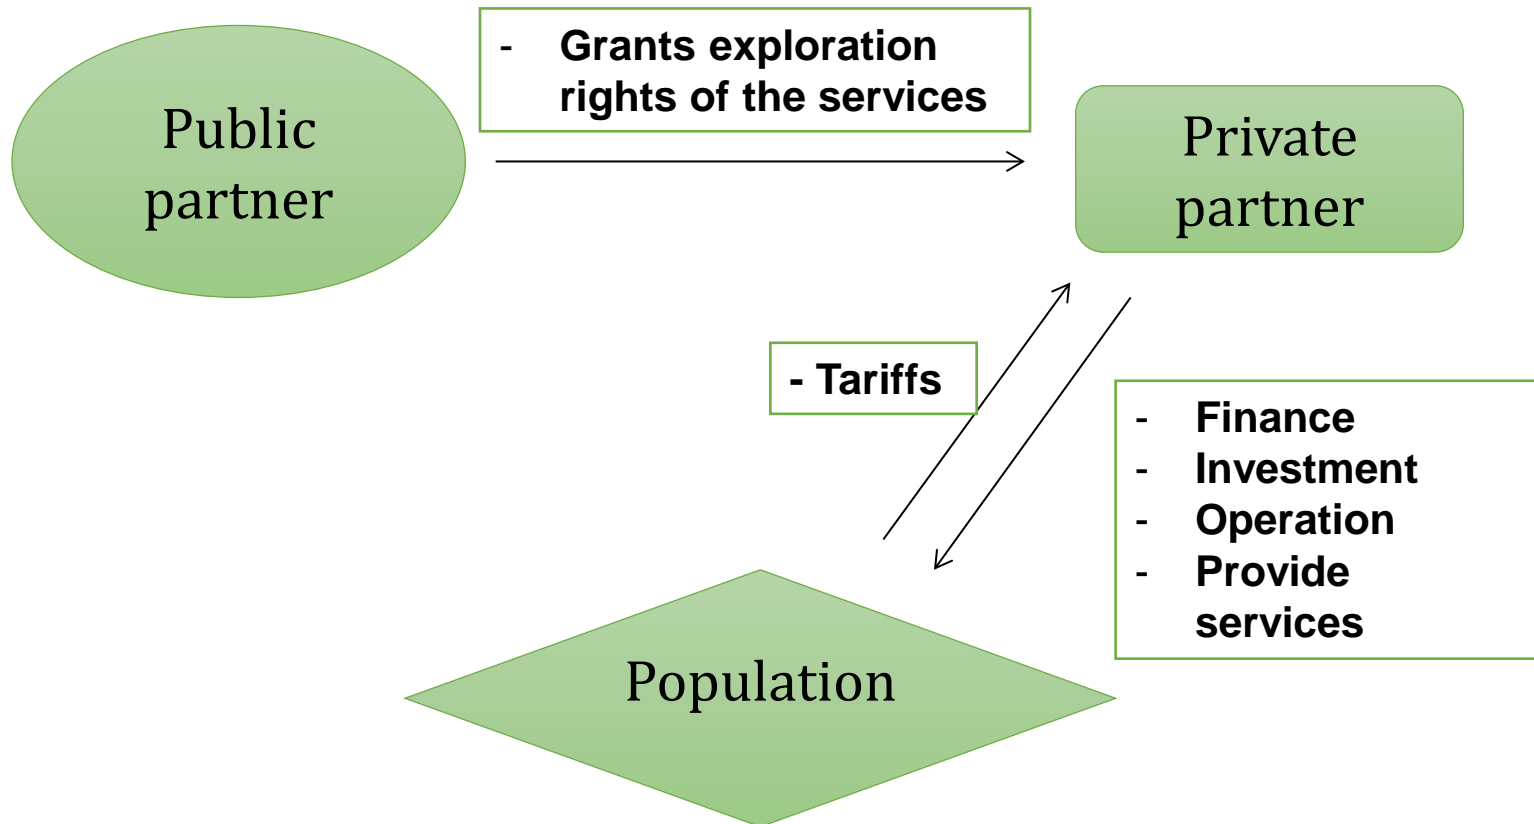 Public
partner
- Grants exploration
rights of the services
Private
partner
- Tariffs
- Finance
- Investment
- Operation
- Provide
services
Population